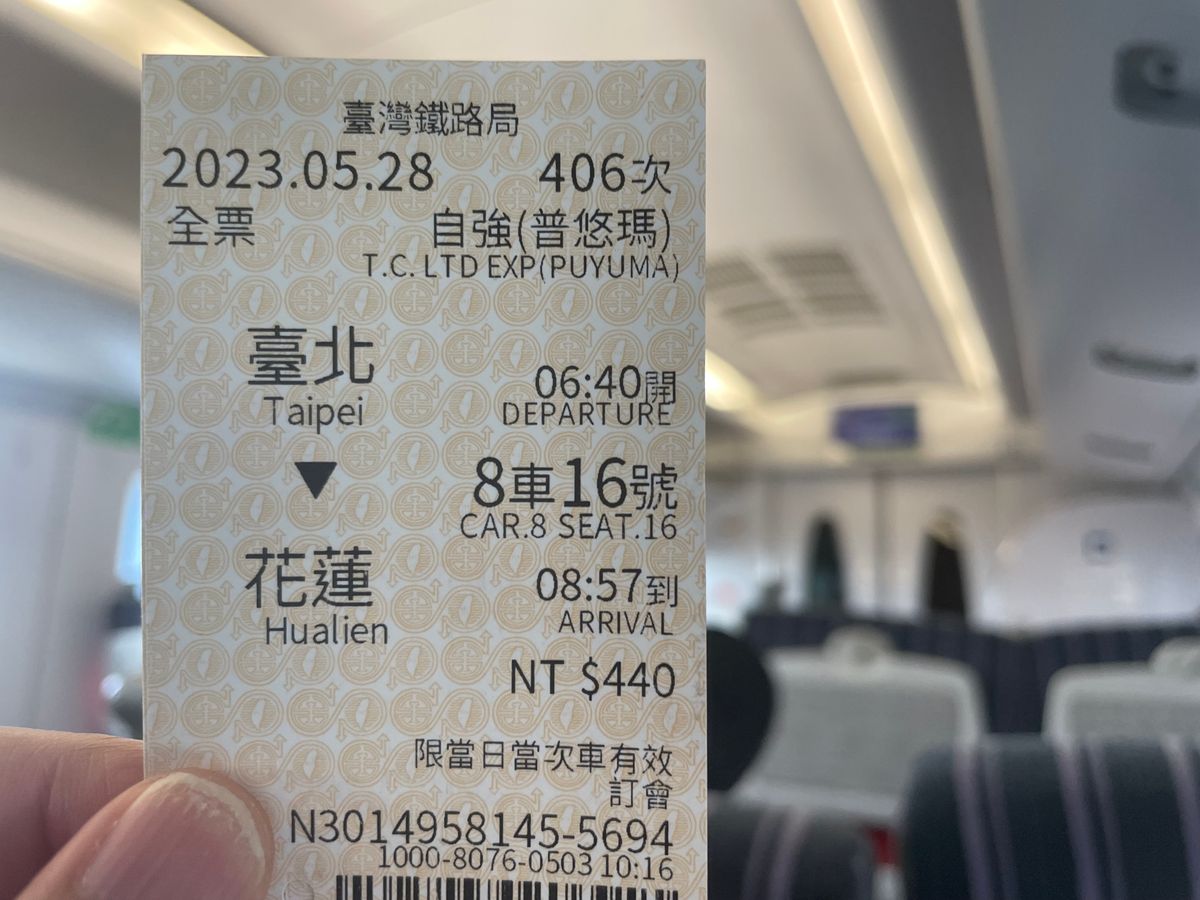 臺灣鐵路局
2023.05.28 406次
全票 自強(普悠瑪)
T.C. LTD EXP(PUYUMA)
臺北 06:40開
Taipei DEPARTURE
8車16號
CAR.8 SEAT.16
花蓮 08:57到
Hualien ARRIVAL
NT $440
限當日當次車有效
訂會
N3014958145-5694
1000-8076-0503 10:16